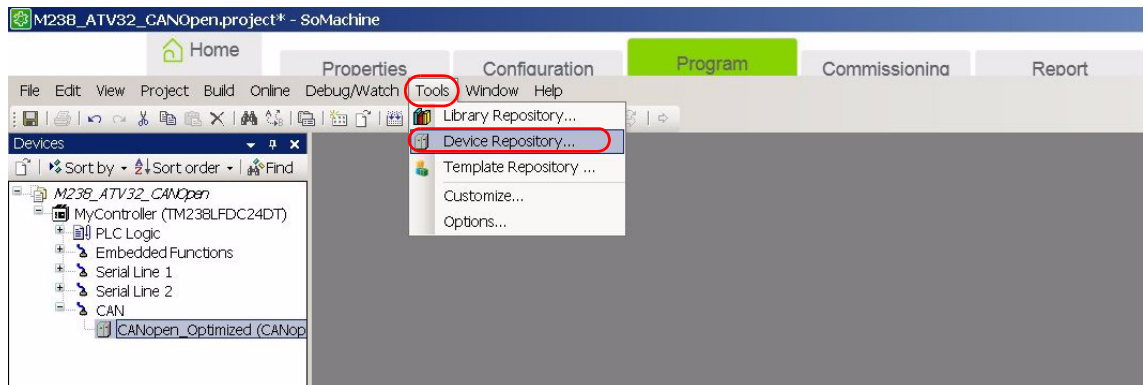 M238_ATV32_CANOpen.project* - SoMachine
Home
Properties Configuration Program Commissioning Report
File Edit View Project Build Online Debug/Watch Tools Window Help
Library Repository...
Devices
Device Repository...
Sort by Sort order Find
Template Repository ...
M238_ATV32_CANOpen
Customize...
MyController (TM238LFDC24DT)
Options...
PLC Logic
Embedded Functions
Serial Line 1
Serial Line 2
CAN
CANopen_Optimized (CANop